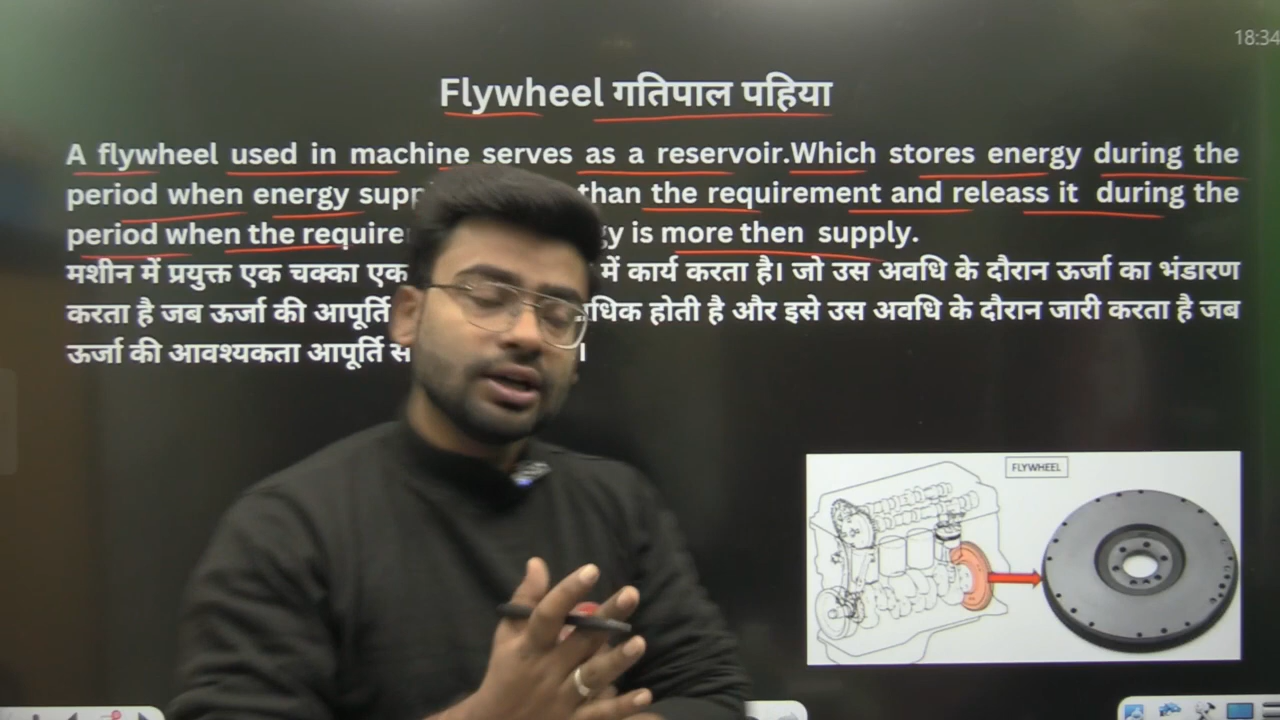 18:34
Flywheel गतिपाल पहिया
A flywheel used in machine serves as a reservoir.Which stores energy during the
period when energy than the requirement and releass it during the
period when the is more then supply.
मशीन में प्रयुक्त एक चक्का एक में कार्य करता है। जो उस अवधि के दौरान ऊर्जा का भंडारण
करता है जब ऊर्जा की आपूर्ति होती है और इसे उस अवधि के दौरान जारी करता है जब
ऊर्जा की आवश्यकता आपूर्ति
FLYWHEEL